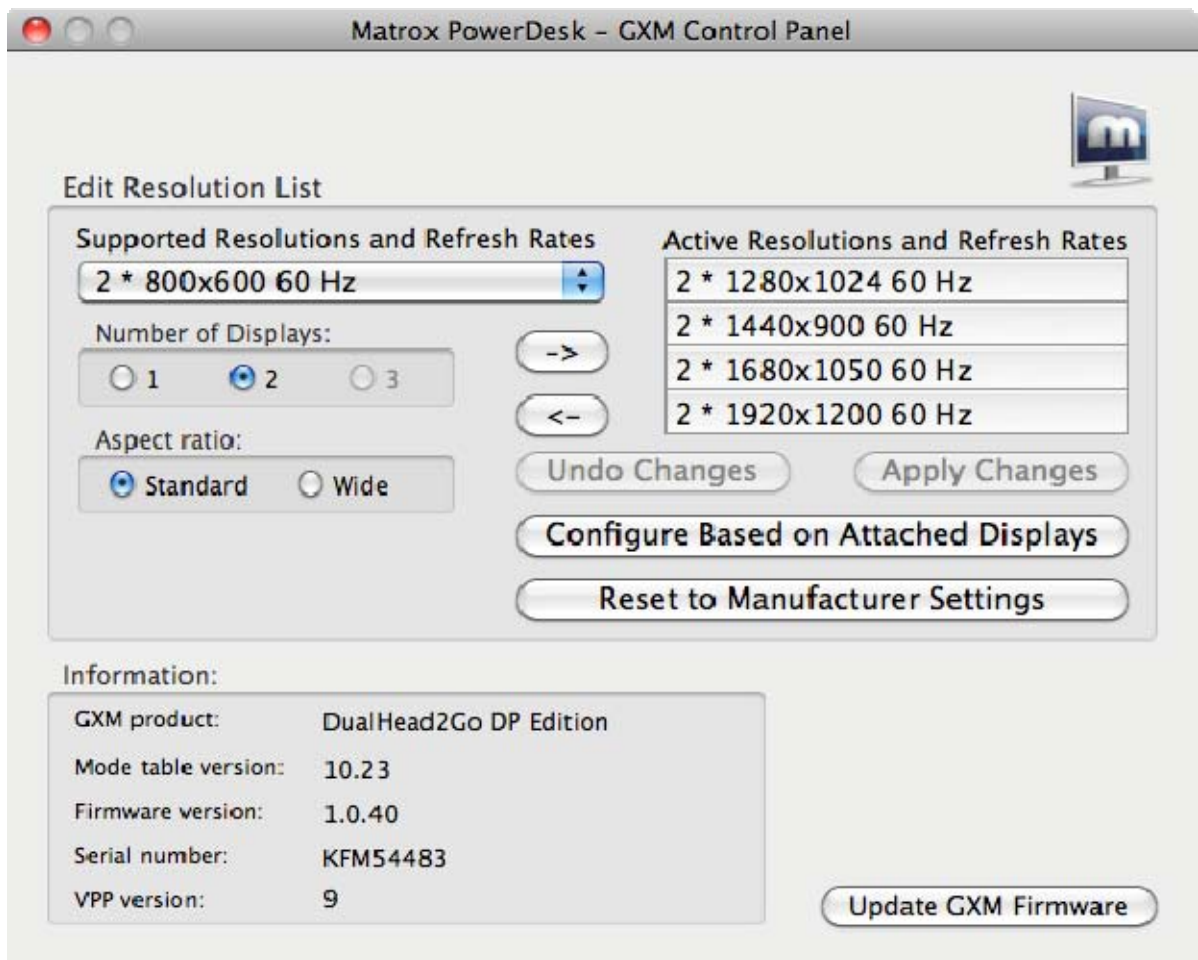 Matrox PowerDesk - GXM Control Panel
m
Edit Resolution List
Supported Resolutions and Refresh Rates
2 * 800x600 60 Hz
Number of Displays:
1 2 3
Aspect ratio:
Standard Wide
->
<-
Active Resolutions and Refresh Rates
2 * 1280x1024 60 Hz
2 * 1440x900 60 Hz
2 * 1680x1050 60 Hz
2 * 1920x1200 60 Hz
Undo Changes Apply Changes
Configure Based on Attached Displays
Reset to Manufacturer Settings
Information:
GXM product: DualHead2Go DP Edition
Mode table version: 10.23
Firmware version: 1.0.40
Serial number: KFM54483
VPP version: 9
Update GXM Firmware